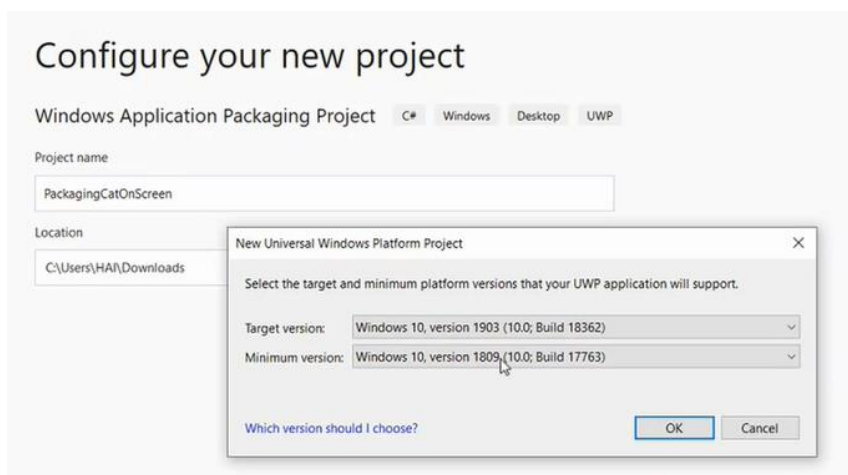 Configure your new project
Windows Application Packaging Project C# Windows Desktop UWP
Project name
PackagingCatOnScreen
Location
C:\Users\HAI\Downloads
New Universal Windows Platform Project
Select the target and minimum platform versions that your UWP application will support.
Target version: Windows 10, version 1903 (10.0; Build 18362)
Minimum version: Windows 10, version 1809 (10.0; Build 17763)
Which version should I choose?
OK Cancel